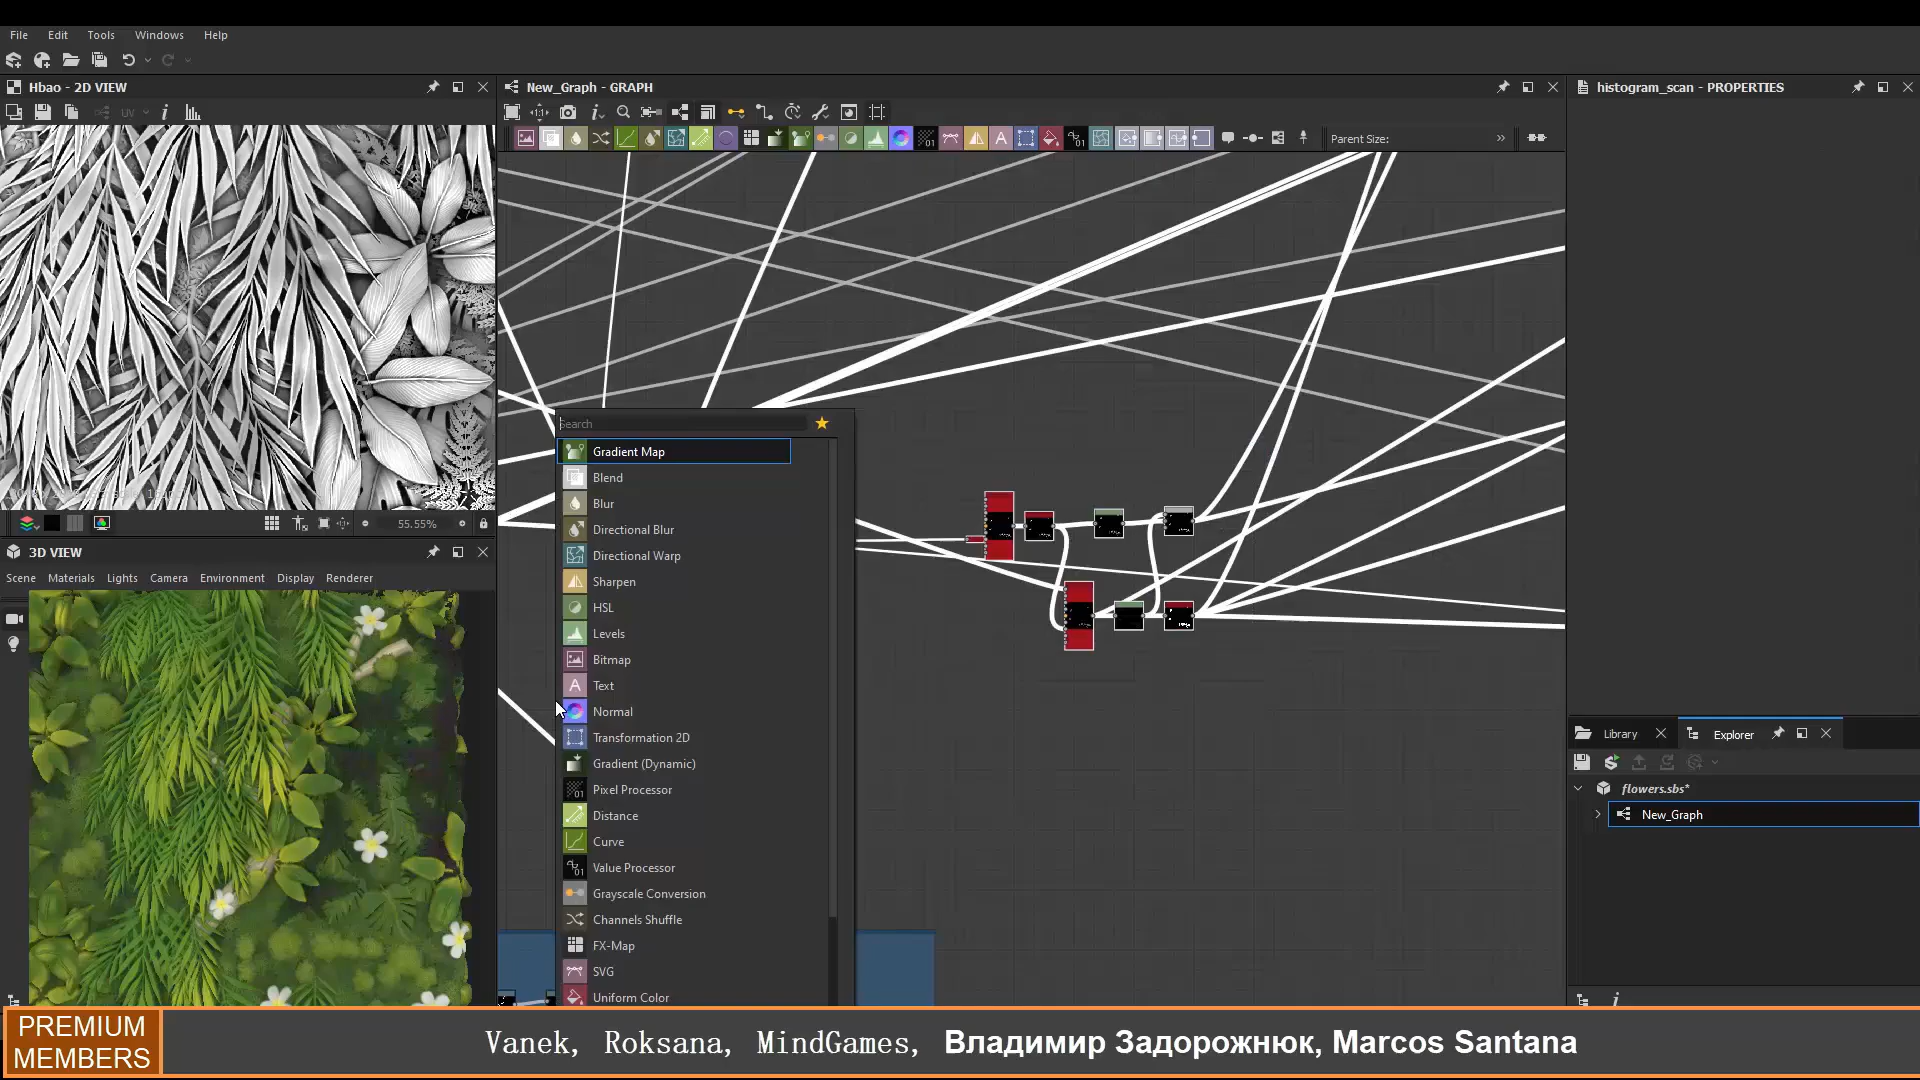 File Edit Tools Windows Help
Hbao - 2D VIEW
New_Graph - GRAPH
histogram_scan - PROPERTIES
UV
Parent Size:
Search
Gradient Map
Blend
Blur
Directional Blur
Directional Warp
Sharpen
HSL
Levels
Bitmap
Text
Normal
Transformation 2D
Gradient (Dynamic)
Pixel Processor
Distance
Curve
Value Processor
Grayscale Conversion
Channels Shuffle
FX-Map
SVG
Uniform Color
55.55%
3D VIEW
Scene Materials Lights Camera Environment Display Renderer
Library
Explorer
flowers.sbs*
New_Graph
PREMIUM
MEMBERS
Vanek, Roksana, MindGames, Владимир Задорожнюк, Marcos Santana